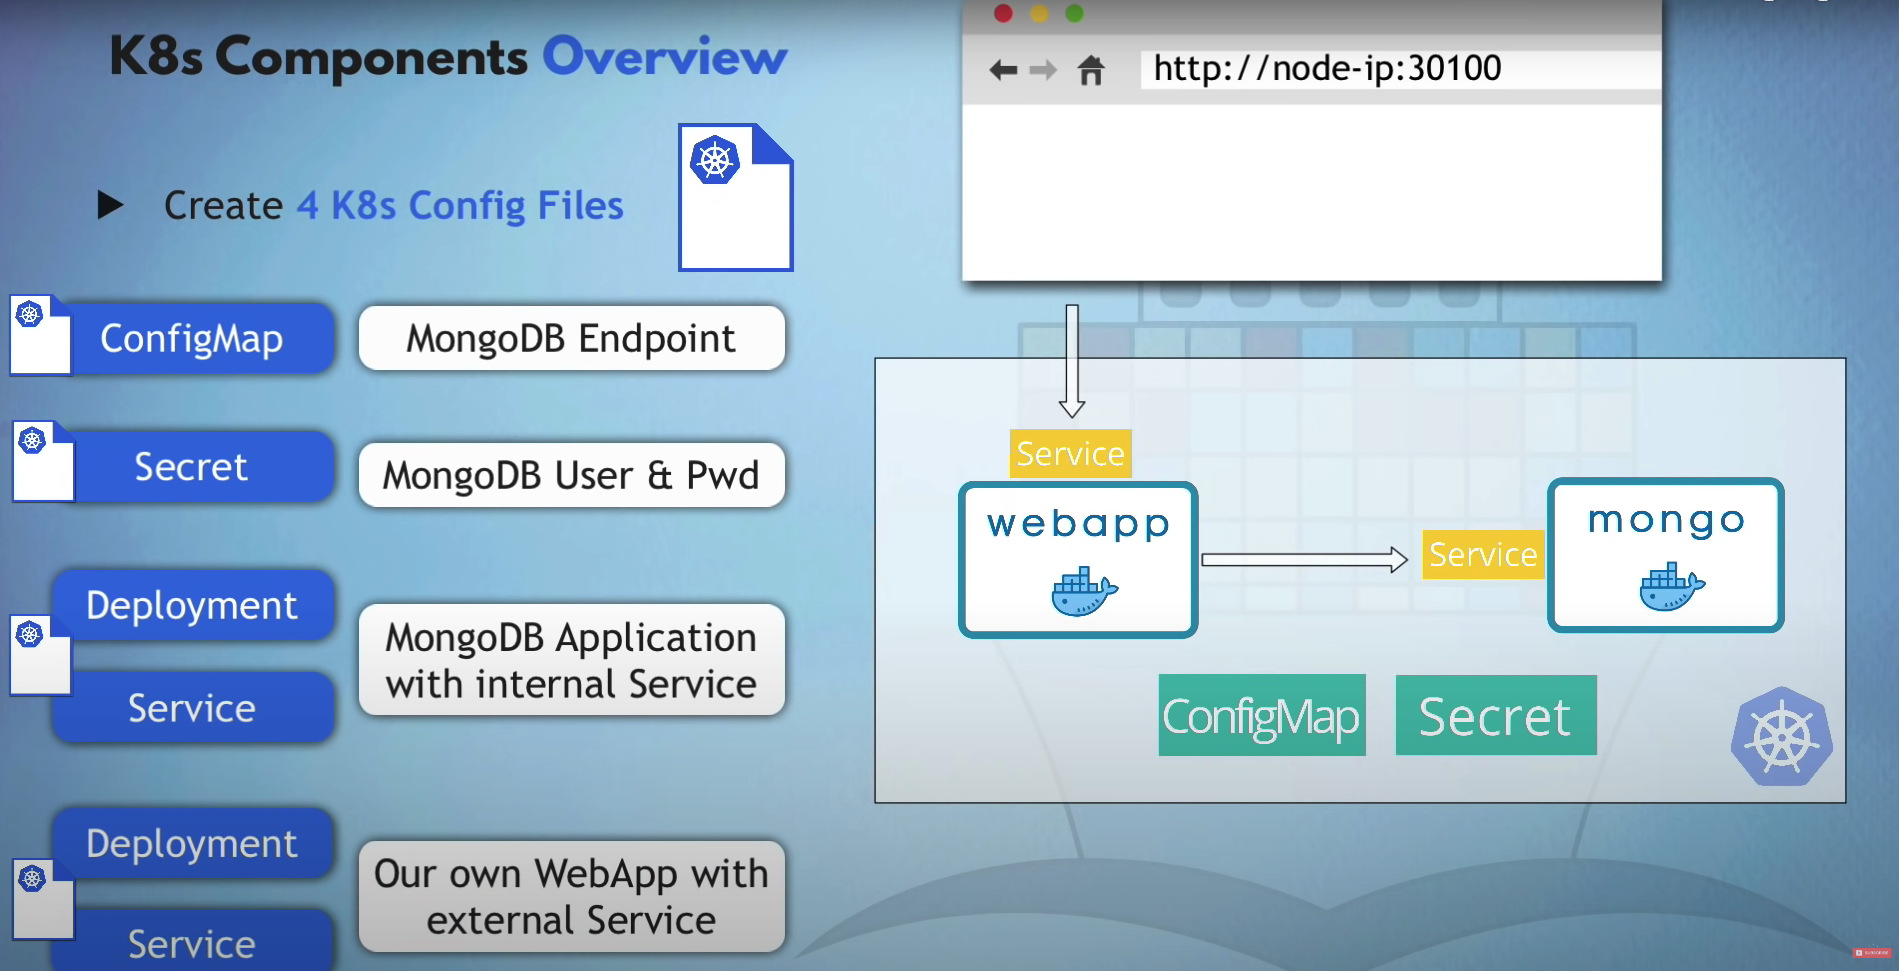 K8s Components Overview
Create 4 K8s Config Files
ConfigMap
MongoDB Endpoint
Secret
MongoDB User & Pwd
Deployment
Service
MongoDB Application
with internal Service
Deployment
Service
Our own WebApp with
external Service
http://node-ip:30100
Service
webapp
Service
mongo
ConfigMap
Secret